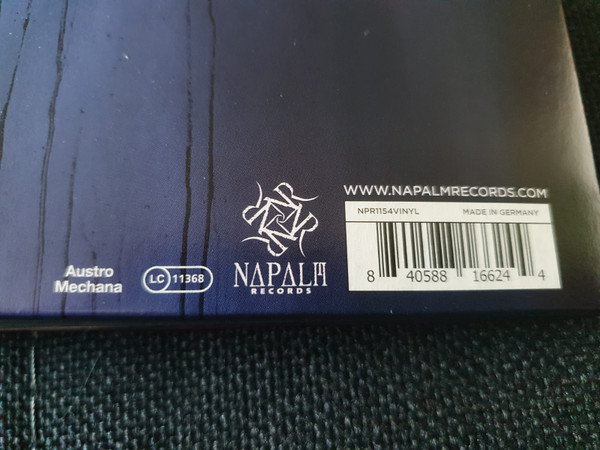 WWW.NAPALMRECORDS.COM
NPR1154VINYL MADE IN GERMANY
8 40588 16624 4
Austro
Mechana
LC 11368
NAPALM
RECORDS